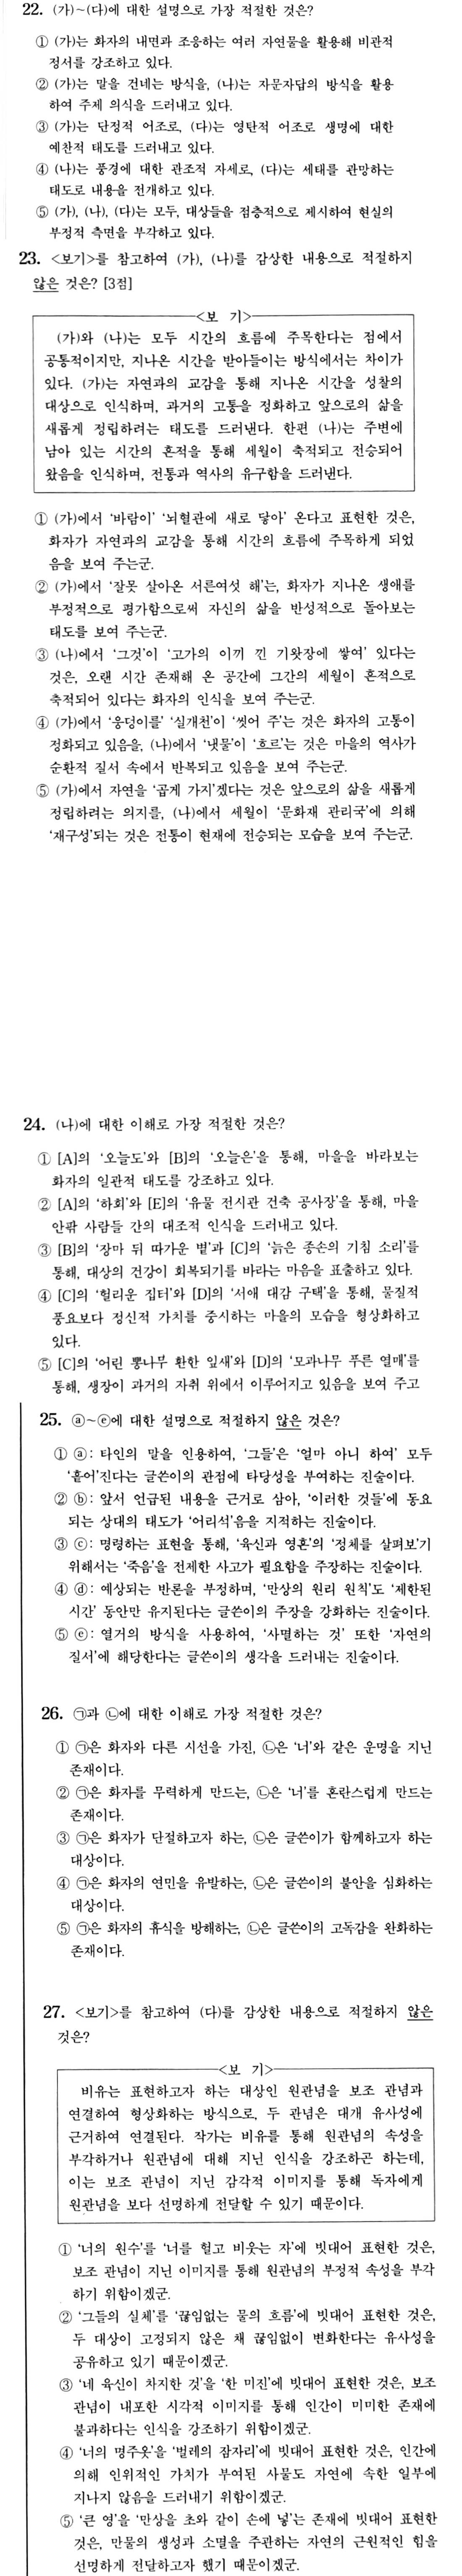 22. (가)~(다)에 대한 설명으로 가장 적절한 것은?
① (가)는 화자의 내면과 조응하는 여러 자연물을 활용해 비관적
정서를 강조하고 있다.
② (가)는 말을 건네는 방식을, (나)는 자문자답의 방식을 활용
하여 주제 의식을 드러내고 있다.
③ (가)는 단정적 어조로, (다)는 영탄적 어조로 생명에 대한
예찬적 태도를 드러내고 있다.
④ (나)는 풍경에 대한 관조적 자세로, (다)는 세태를 관망하는
태도로 내용을 전개하고 있다.
⑤ (가), (나), (다)는 모두, 대상들을 점층적으로 제시하여 현실의
부정적 측면을 부각하고 있다.
23. <보기>를 참고하여 (가), (나)를 감상한 내용으로 적절하지
않은 것은? [3점]
<보 기>
(가)와 (나)는 모두 시간의 흐름에 주목한다는 점에서
공통적이지만, 지나온 시간을 받아들이는 방식에서는 차이가
있다. (가)는 자연과의 교감을 통해 지나온 시간을 성찰의
대상으로 인식하며, 과거의 고통을 정화하고 앞으로의 삶을
새롭게 정립하려는 태도를 드러낸다. 한편 (나)는 주변에
남아 있는 시간의 흔적을 통해 세월이 축적되고 전승되어
왔음을 인식하며, 전통과 역사의 유구함을 드러낸다.
① (가)에서 ‘바람이’ ‘뇌혈관에 새로 닿아’ 온다고 표현한 것은,
화자가 자연과의 교감을 통해 시간의 흐름에 주목하게 되었
음을 보여 주는군.
② (가)에서 ‘잘못 살아온 서른여섯 해’는, 화자가 지나온 생애를
부정적으로 평가함으로써 자신의 삶을 반성적으로 돌아보는
태도를 보여 주는군.
③ (나)에서 ‘그것’이 ‘고가의 이끼 낀 기왓장에 쌓여’ 있다는
것은, 오랜 시간 존재해 온 공간에 그간의 세월이 흔적으로
축적되어 있다는 화자의 인식을 보여 주는군.
④ (가)에서 ‘웅덩이를’ ‘실개천’이 ‘씻어 주’는 것은 화자의 고통이
정화되고 있음을, (나)에서 ‘냇물’이 ‘흐르’는 것은 마을의 역사가
순환적 질서 속에서 반복되고 있음을 보여 주는군.
⑤ (가)에서 자연을 ‘곱게 가지’겠다는 것은 앞으로의 삶을 새롭게
정립하려는 의지를, (나)에서 세월이 ‘문화재 관리국’에 의해
‘재구성’되는 것은 전통이 현재에 전승되는 모습을 보여 주는군.
24. (나)에 대한 이해로 가장 적절한 것은?
① [A]의 ‘오늘도’와 [B]의 ‘오늘은’을 통해, 마을을 바라보는
화자의 일관적 태도를 강조하고 있다.
② [A]의 ‘하회’와 [E]의 ‘유물 전시관 건축 공사장’을 통해, 마을
안팎 사람들 간의 대조적 인식을 드러내고 있다.
③ [B]의 ‘장마 뒤 따가운 볕’과 [C]의 ‘늙은 종손의 기침 소리’를
통해, 대상의 건강이 회복되기를 바라는 마음을 표출하고 있다.
④ [C]의 ‘헐리운 집터’와 [D]의 ‘서애 대감 구택’을 통해, 물질적
풍요보다 정신적 가치를 중시하는 마을의 모습을 형상화하고
있다.
⑤ [C]의 ‘어린 뽕나무 환한 잎새’와 [D]의 ‘모과나무 푸른 열매’를
통해, 생장이 과거의 자취 위에서 이루어지고 있음을 보여 주고
25. ⓐ~ⓔ에 대한 설명으로 적절하지 않은 것은?
① ⓐ: 타인의 말을 인용하여, ‘그들’은 ‘얼마 아니 하여’ 모두
‘흩어’진다는 글쓴이의 관점에 타당성을 부여하는 진술이다.
② ⓑ: 앞서 언급된 내용을 근거로 삼아, ‘이러한 것들’에 동요
되는 상대의 태도가 ‘어리석’음을 지적하는 진술이다.
③ ⓒ: 명령하는 표현을 통해, ‘육신과 영혼’의 ‘정체를 살펴보’기
위해서는 ‘죽음’을 전제한 사고가 필요함을 주장하는 진술이다.
④ ⓓ: 예상되는 반론을 부정하며, ‘만상의 원리 원칙’도 ‘제한된
시간’ 동안만 유지된다는 글쓴이의 주장을 강화하는 진술이다.
⑤ ⓔ: 열거의 방식을 사용하여, ‘사멸하는 것’ 또한 ‘자연의
질서’에 해당한다는 글쓴이의 생각을 드러내는 진술이다.
26. ㉠과 ㉡에 대한 이해로 가장 적절한 것은?
① ㉠은 화자와 다른 시선을 가진, ㉡은 ‘너’와 같은 운명을 지닌
존재이다.
② ㉠은 화자를 무력하게 만드는, ㉡은 ‘너’를 혼란스럽게 만드는
존재이다.
③ ㉠은 화자가 단절하고자 하는, ㉡은 글쓴이가 함께하고자 하는
대상이다.
④ ㉠은 화자의 연민을 유발하는, ㉡은 글쓴이의 불안을 심화하는
대상이다.
⑤ ㉠은 화자의 휴식을 방해하는, ㉡은 글쓴이의 고독감을 완화하는
존재이다.
27. <보기>를 참고하여 (다)를 감상한 내용으로 적절하지 않은
것은?
<보 기>
비유는 표현하고자 하는 대상인 원관념을 보조 관념과
연결하여 형상화하는 방식으로, 두 관념은 대개 유사성에
근거하여 연결된다. 작가는 비유를 통해 원관념의 속성을
부각하거나 원관념에 대해 지닌 인식을 강조하곤 하는데,
이는 보조 관념이 지닌 감각적 이미지를 통해 독자에게
원관념을 보다 선명하게 전달할 수 있기 때문이다.
① ‘너의 원수’를 ‘너를 헐고 비웃는 자’에 빗대어 표현한 것은,
보조 관념이 지닌 이미지를 통해 원관념의 부정적 속성을 부각
하기 위함이겠군.
② ‘그들의 실체’를 ‘끊임없는 물의 흐름’에 빗대어 표현한 것은,
두 대상이 고정되지 않은 채 끊임없이 변화한다는 유사성을
공유하고 있기 때문이겠군.
③ ‘네 육신이 차지한 것’을 ‘한 미진’에 빗대어 표현한 것은, 보조
관념이 내포한 시각적 이미지를 통해 인간이 미미한 존재에
불과하다는 인식을 강조하기 위함이겠군.
④ ‘너의 명주옷’을 ‘벌레의 잠자리’에 빗대어 표현한 것은, 인간에
의해 인위적인 가치가 부여된 사물도 자연에 속한 일부에
지나지 않음을 드러내기 위함이겠군.
⑤ ‘큰 영’을 ‘만상을 초와 같이 손에 넣’는 존재에 빗대어 표현한
것은, 만물의 생성과 소멸을 주관하는 자연의 근원적인 힘을
선명하게 전달하고자 했기 때문이겠군.